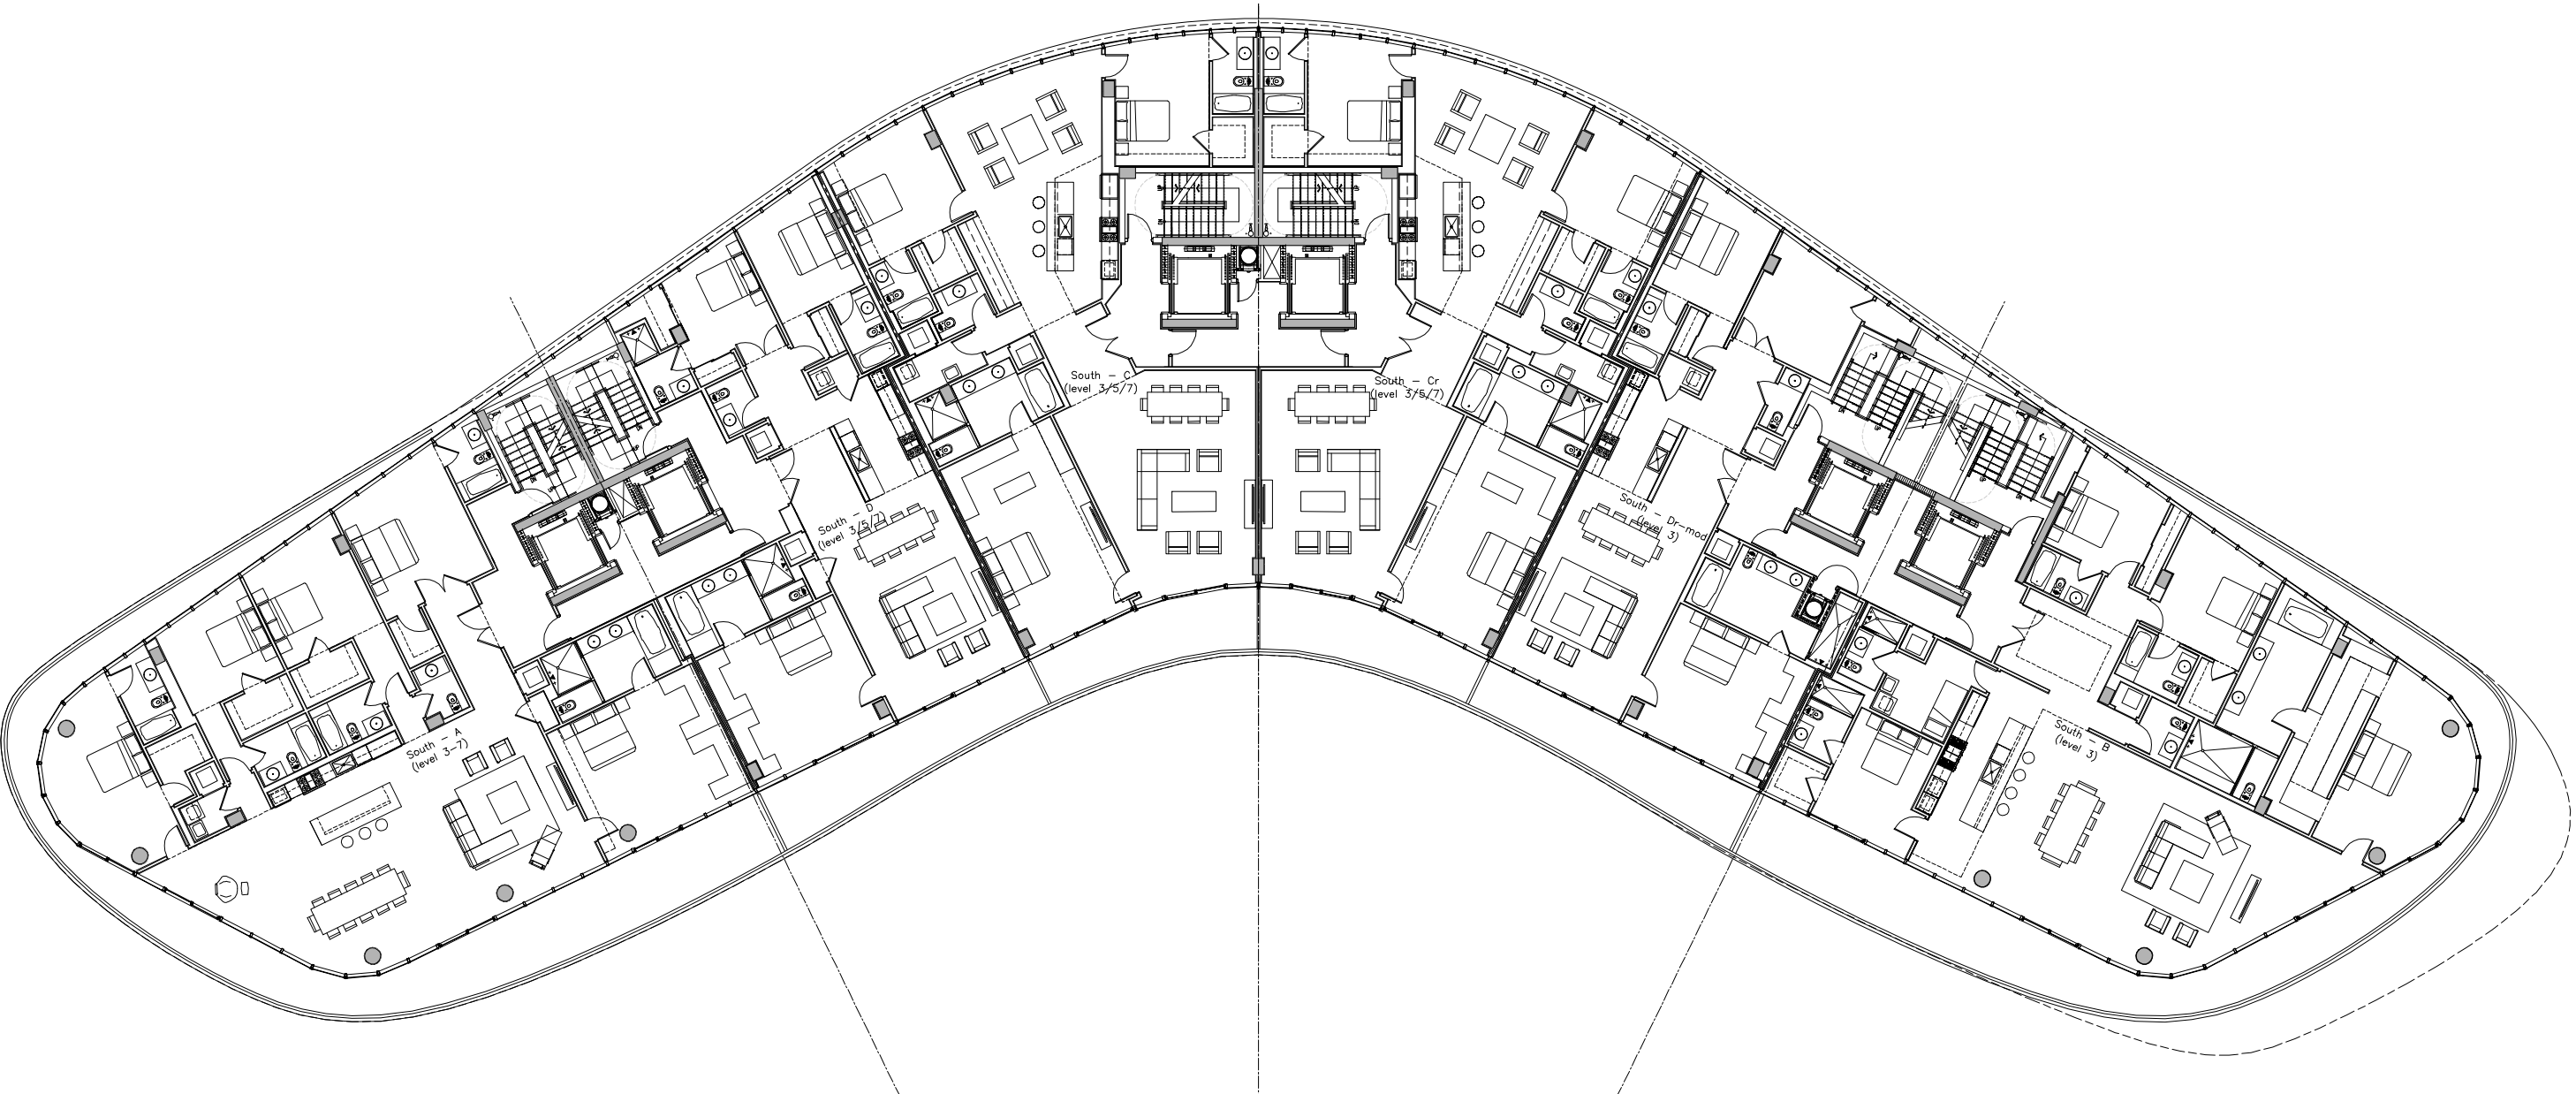 South - C
(level 3/5/7)
South - Cr
(level 3/5/7)
South - D
(level 3/5/7)
South - Dr-mod
(level 3)
South - A
(level 3-7)
South - B
(level 3)